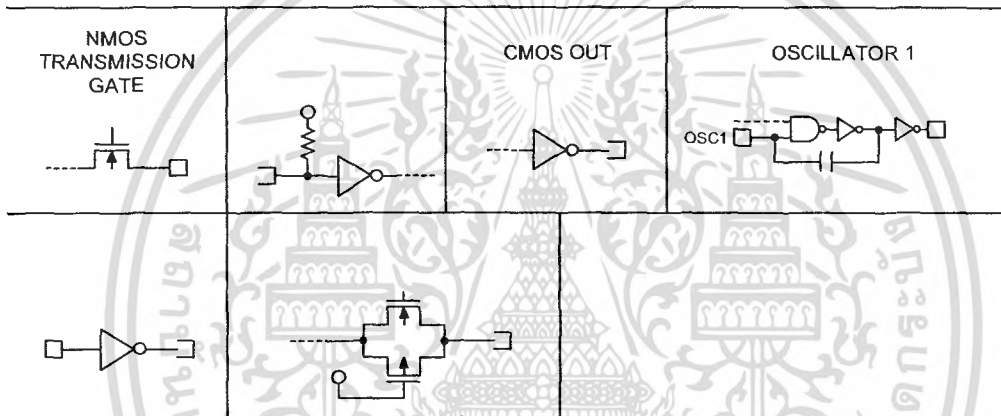 NMOS
TRANSMISSION
GATE
CMOS OUT
OSCILLATOR 1
OSC1